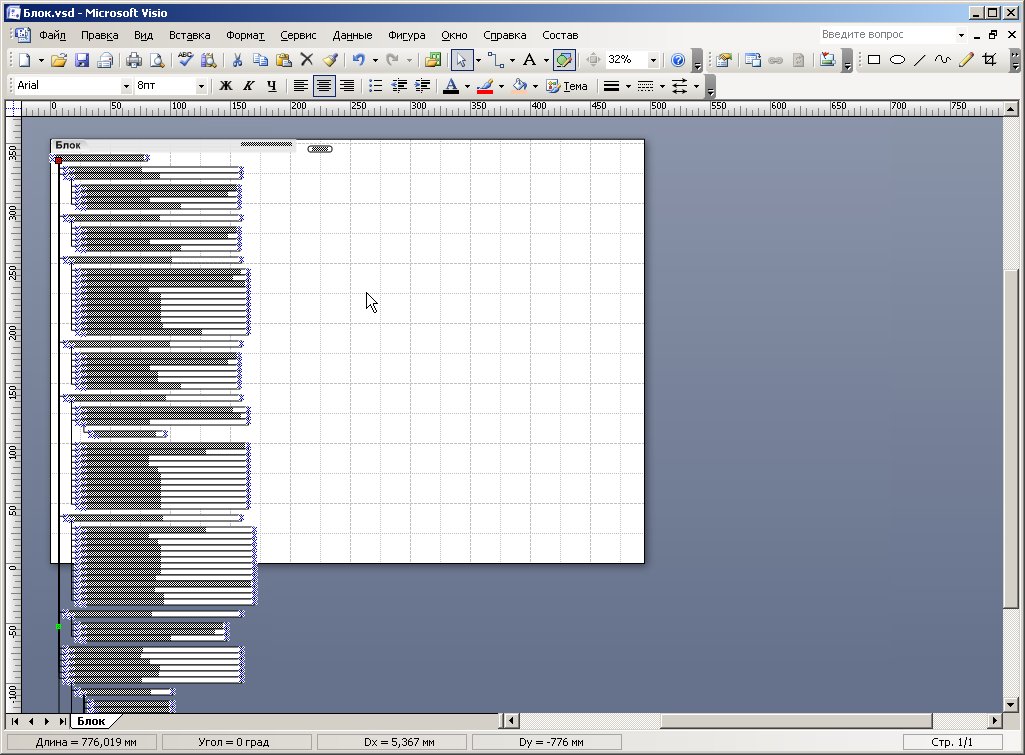 Блок.vsd - Microsoft Visio
Файл Правка Вид Вставка Формат Сервис Данные Фигура Окно Справка Состав Введите вопрос
32%
Arial 8пт Ж К Ч А Тема
0 50 100 150 200 250 300 350 400 450 500 550 600 650 700 750
350
300
250
200
150
100
50
0
-50
-100
Блок
Блок
Длина = 776,019 мм Угол = 0 град Dx = 5,367 мм Dy = -776 мм Стр. 1/1